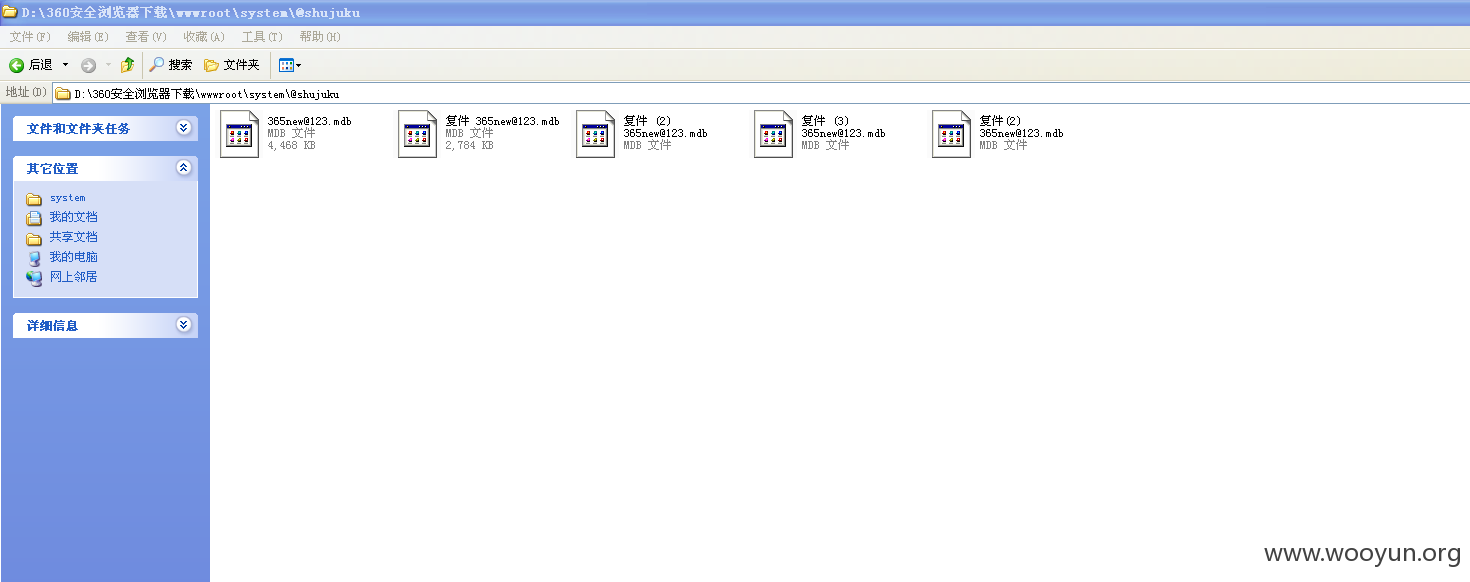 D:\360安全浏览器下载\wwwroot\system\@shujuku
文件(F) 编辑(E) 查看(V) 收藏(A) 工具(T) 帮助(H)
后退 搜索 文件夹
地址(D) D:\360安全浏览器下载\wwwroot\system\@shujuku
文件和文件夹任务
其它位置
system
我的文档
共享文档
我的电脑
网上邻居
详细信息
365new@123.mdb
MDB 文件
4,468 KB
复件 365new@123.mdb
MDB 文件
2,784 KB
复件 (2)
365new@123.mdb
MDB 文件
复件 (3)
365new@123.mdb
MDB 文件
复件(2)
365new@123.mdb
MDB 文件
www.wooyun.org